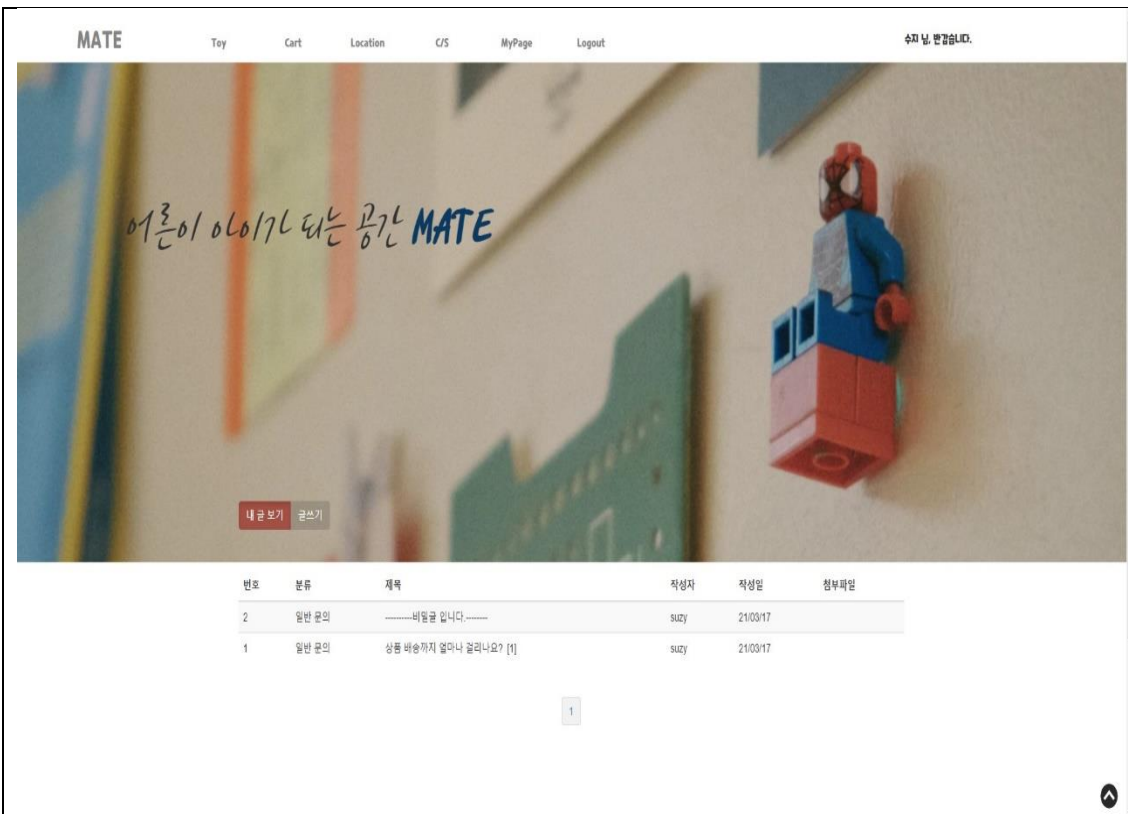 MATE Toy Cart Location C/S MyPage Logout 수지 님, 반갑습니다.
어른이 아이가 되는 공간 MATE
내 글 보기 글쓰기
번호 분류 제목 작성자 작성일 첨부파일
2 일반 문의 ----------비밀글 입니다.-------- suzy 21/03/17
1 일반 문의 상품 배송까지 얼마나 걸리나요? [1] suzy 21/03/17
1